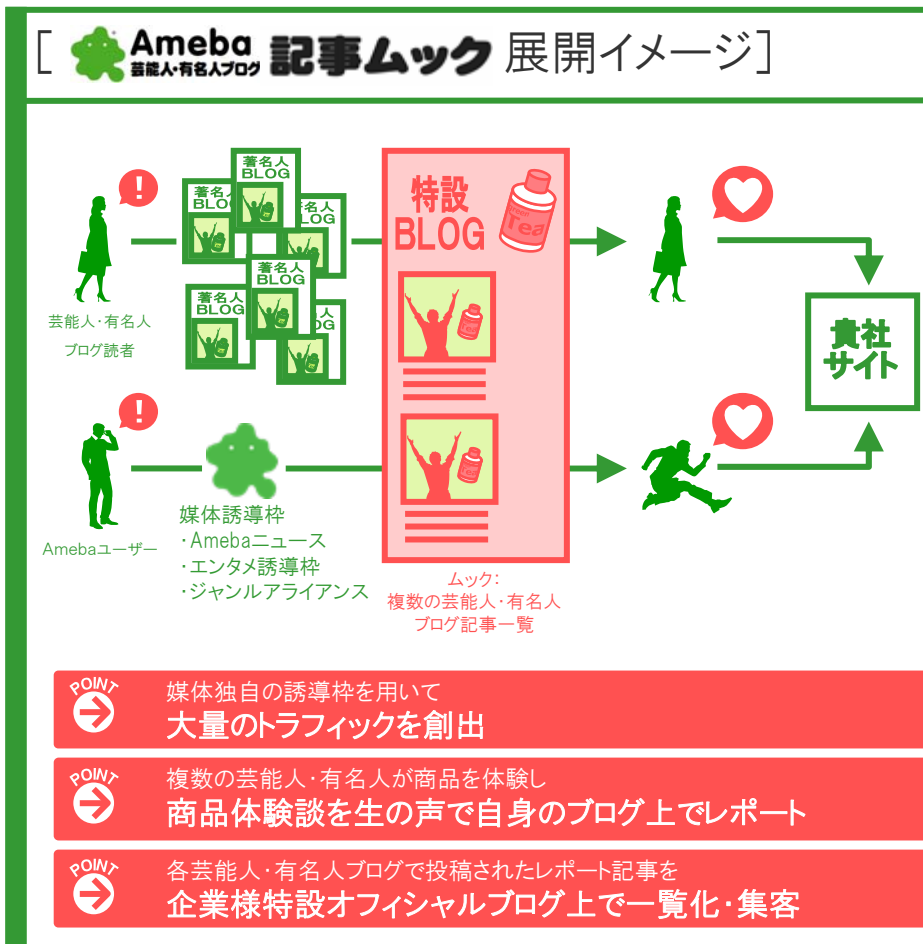 [ Ameba 芸能人・有名人ブログ 記事ムック 展開イメージ]
著名人
BLOG
著名人
BLOG
著名人
BLOG
著名人
BLOG
著名人
BLOG
人
OG
芸能人・有名人
ブログ読者
特設
BLOG
Tea
Tea
Tea
貴社
サイト
Amebaユーザー
媒体誘導枠
・Amebaニュース
・エンタメ誘導枠
・ジャンルアライアンス
ムック:
複数の芸能人・有名人
ブログ記事一覧
POINT
媒体独自の誘導枠を用いて
大量のトラフィックを創出
POINT
複数の芸能人・有名人が商品を体験し
商品体験談を生の声で自身のブログ上でレポート
POINT
各芸能人・有名人ブログで投稿されたレポート記事を
企業様特設オフィシャルブログ上で一覧化・集客